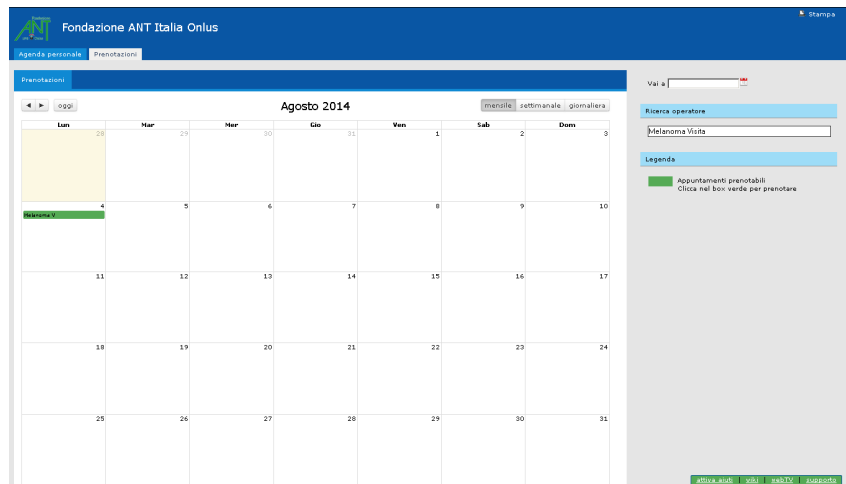 Stampa
ANT
Fondazione ANT Italia Onlus
Agenda personale Prenotazioni
Prenotazioni
oggi
Agosto 2014
mensile settimanale giornaliera
Lun Mar Mer Gio Ven Sab Dom
28 29 30 31 1 2 3
4 5 6 7 8 9 10
Melanoma V
11 12 13 14 15 16 17
18 19 20 21 22 23 24
25 26 27 28 29 30 31
Vai a
Ricerca operatore
Melanoma Visita
Legenda
Appuntamenti prenotabili
Clicca nel box verde per prenotare
attiva aiuti | wiki | webTV | supporto